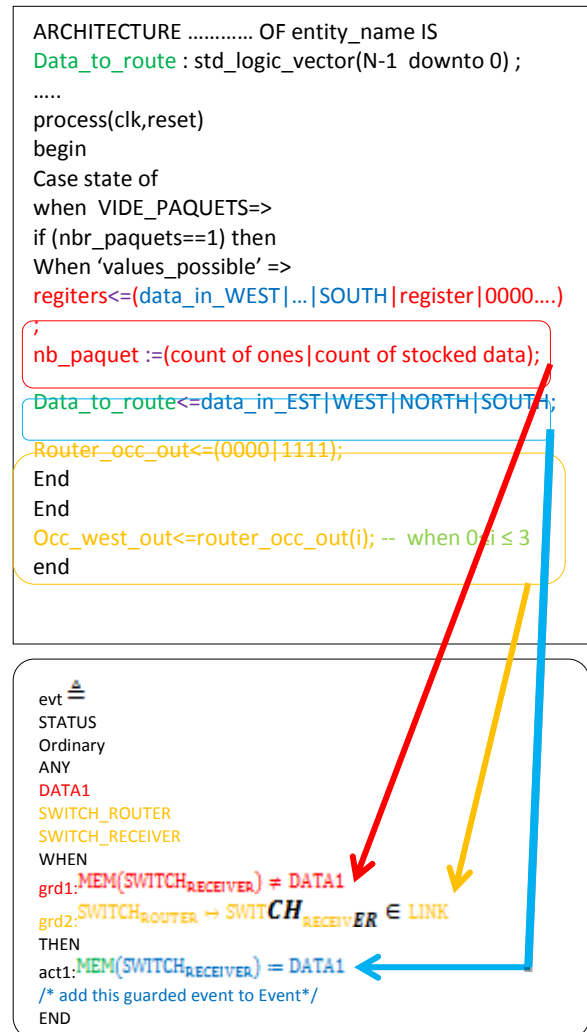 ARCHITECTURE ………… OF entity_name IS
Data_to_route : std_logic_vector(N-1 downto 0) ;
…..
process(clk,reset)
begin
Case state of
when VIDE_PAQUETS=>
if (nbr_paquets==1) then
When ‘values_possible’ =>
regiters<=(data_in_WEST|…|SOUTH|register|0000….)
;
nb_paquet :=(count of ones|count of stocked data);
Data_to_route<=data_in_EST|WEST|NORTH|SOUTH;
Router_occ_out<=(0000|1111);
End
End
Occ_west_out<=router_occ_out(i); -- when 0≤i ≤ 3
end
evt ≜
STATUS
Ordinary
ANY
DATA1
SWITCH_ROUTER
SWITCH_RECEIVER
WHEN
grd1:MEM(SWITCH_RECEIVER) ≠ DATA1
grd2:SWITCH_ROUTER ↦ SWITCH_RECEIVER ∈ LINK
THEN
act1:MEM(SWITCH_RECEIVER) ≔ DATA1
/* add this guarded event to Event*/
END